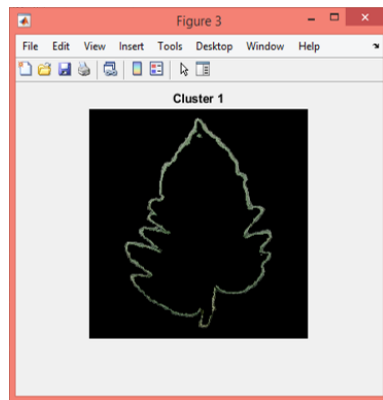 Figure 3
File Edit View Insert Tools Desktop Window Help
Cluster 1